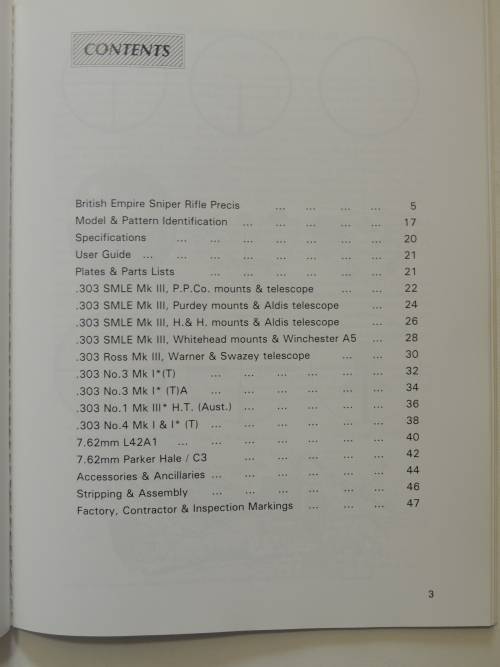 CONTENTS
British Empire Sniper Rifle Precis ... ... ... ... 5
Model & Pattern Identification ... ... ... ... ... 17
Specifications ... ... ... ... ... ... ... 20
User Guide ... ... ... ... ... ... ... ... 21
Plates & Parts Lists ... ... ... ... ... ... 21
.303 SMLE Mk III, P.P.Co. mounts & telescope ... ... 22
.303 SMLE Mk III, Purdey mounts & Aldis telescope ... 24
.303 SMLE Mk III, H.& H. mounts & Aldis telescope ... 26
.303 SMLE Mk III, Whitehead mounts & Winchester A5 ... 28
.303 Ross Mk III, Warner & Swazey telescope ... ... 30
.303 No.3 Mk I*(T) ... ... ... ... ... ... 32
.303 No.3 Mk I* (T)A ... ... ... ... ... ... 34
.303 No.1 Mk III* H.T. (Aust.) ... ... ... ... ... 36
.303 No.4 Mk I & I* (T) ... ... ... ... ... ... 38
7.62mm L42A1 ... ... ... ... ... ... ... 40
7.62mm Parker Hale / C3 ... ... ... ... ... 42
Accessories & Ancillaries ... ... ... ... ... ... 44
Stripping & Assembly ... ... ... ... ... ... 46
Factory, Contractor & Inspection Markings ... ... ... 47
3